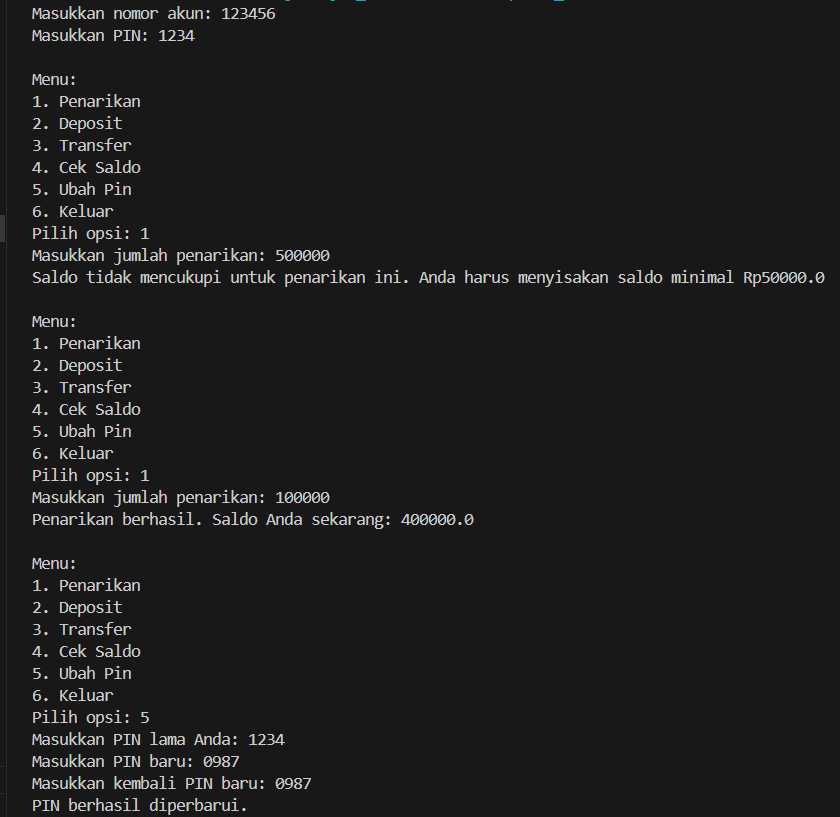 Masukkan nomor akun: 123456
Masukkan PIN: 1234
Menu:
1. Penarikan
2. Deposit
3. Transfer
4. Cek Saldo
5. Ubah Pin
6. Keluar
Pilih opsi: 1
Masukkan jumlah penarikan: 500000
Saldo tidak mencukupi untuk penarikan ini. Anda harus menyisakan saldo minimal Rp50000.0
Menu:
1. Penarikan
2. Deposit
3. Transfer
4. Cek Saldo
5. Ubah Pin
6. Keluar
Pilih opsi: 1
Masukkan jumlah penarikan: 100000
Penarikan berhasil. Saldo Anda sekarang: 400000.0
Menu:
1. Penarikan
2. Deposit
3. Transfer
4. Cek Saldo
5. Ubah Pin
6. Keluar
Pilih opsi: 5
Masukkan PIN lama Anda: 1234
Masukkan PIN baru: 0987
Masukkan kembali PIN baru: 0987
PIN berhasil diperbarui.